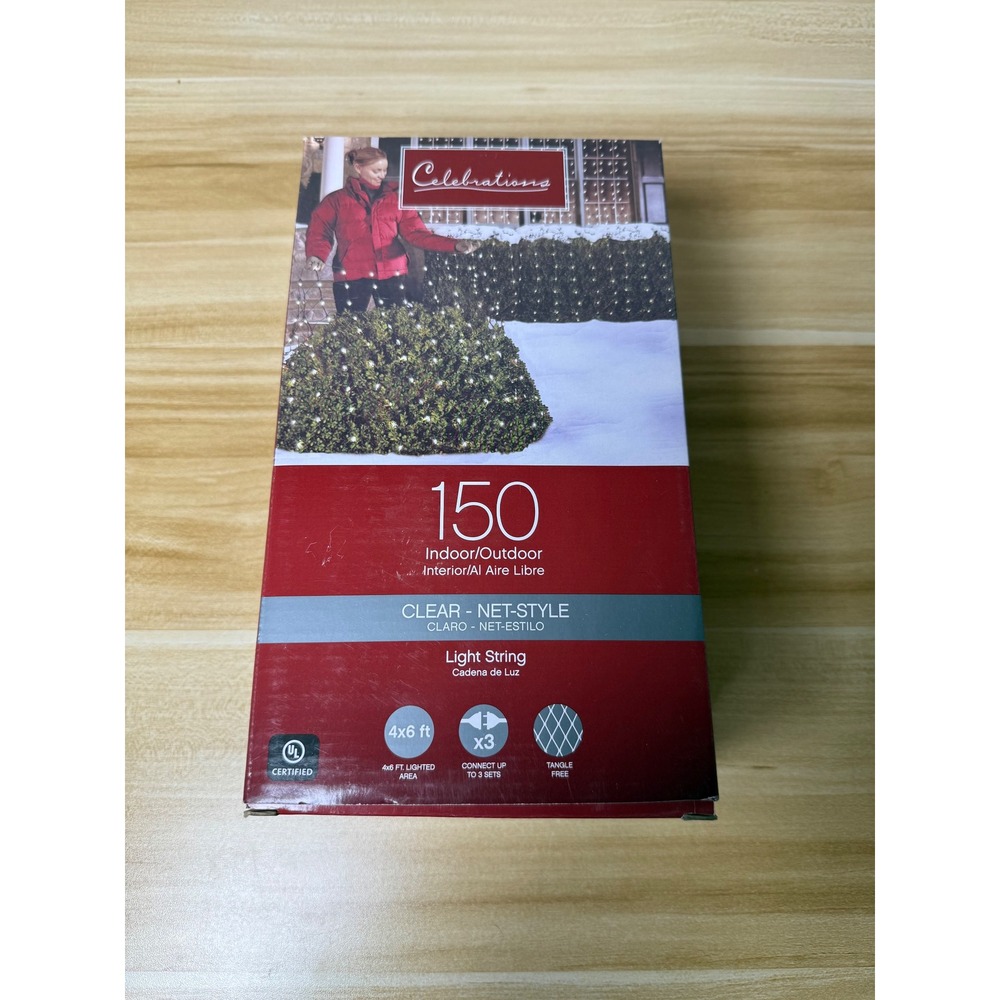 Celebrations
150
Indoor/Outdoor
Interior/Al Aire Libre
CLEAR - NET-STYLE
CLARO - NET-ESTILO
Light String
Cadena de Luz
UL
CERTIFIED
4x6 ft
4x6 FT. LIGHTED
AREA
x3
CONNECT UP
TO 3 SETS
TANGLE
FREE